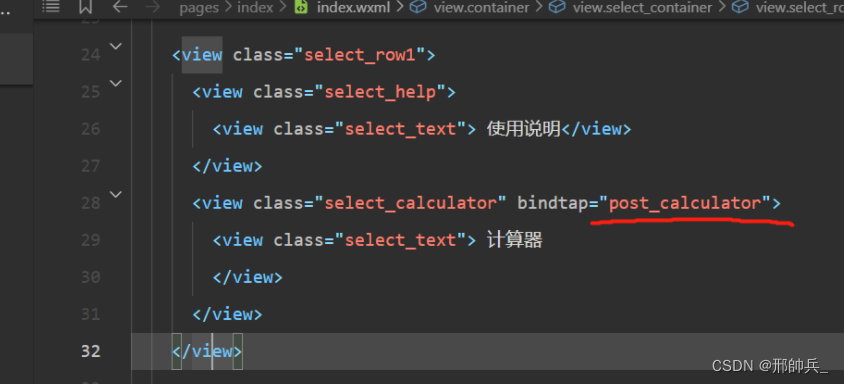 pages > index > index.wxml > view.container > view.select_container > view.select_ro
24 <view class="select_row1">
25 <view class="select_help">
26 <view class="select_text"> 使用说明</view>
27 </view>
28 <view class="select_calculator" bindtap="post_calculator">
29 <view class="select_text"> 计算器
30 </view>
31 </view>
32 </view>
CSDN @邢帥兵_